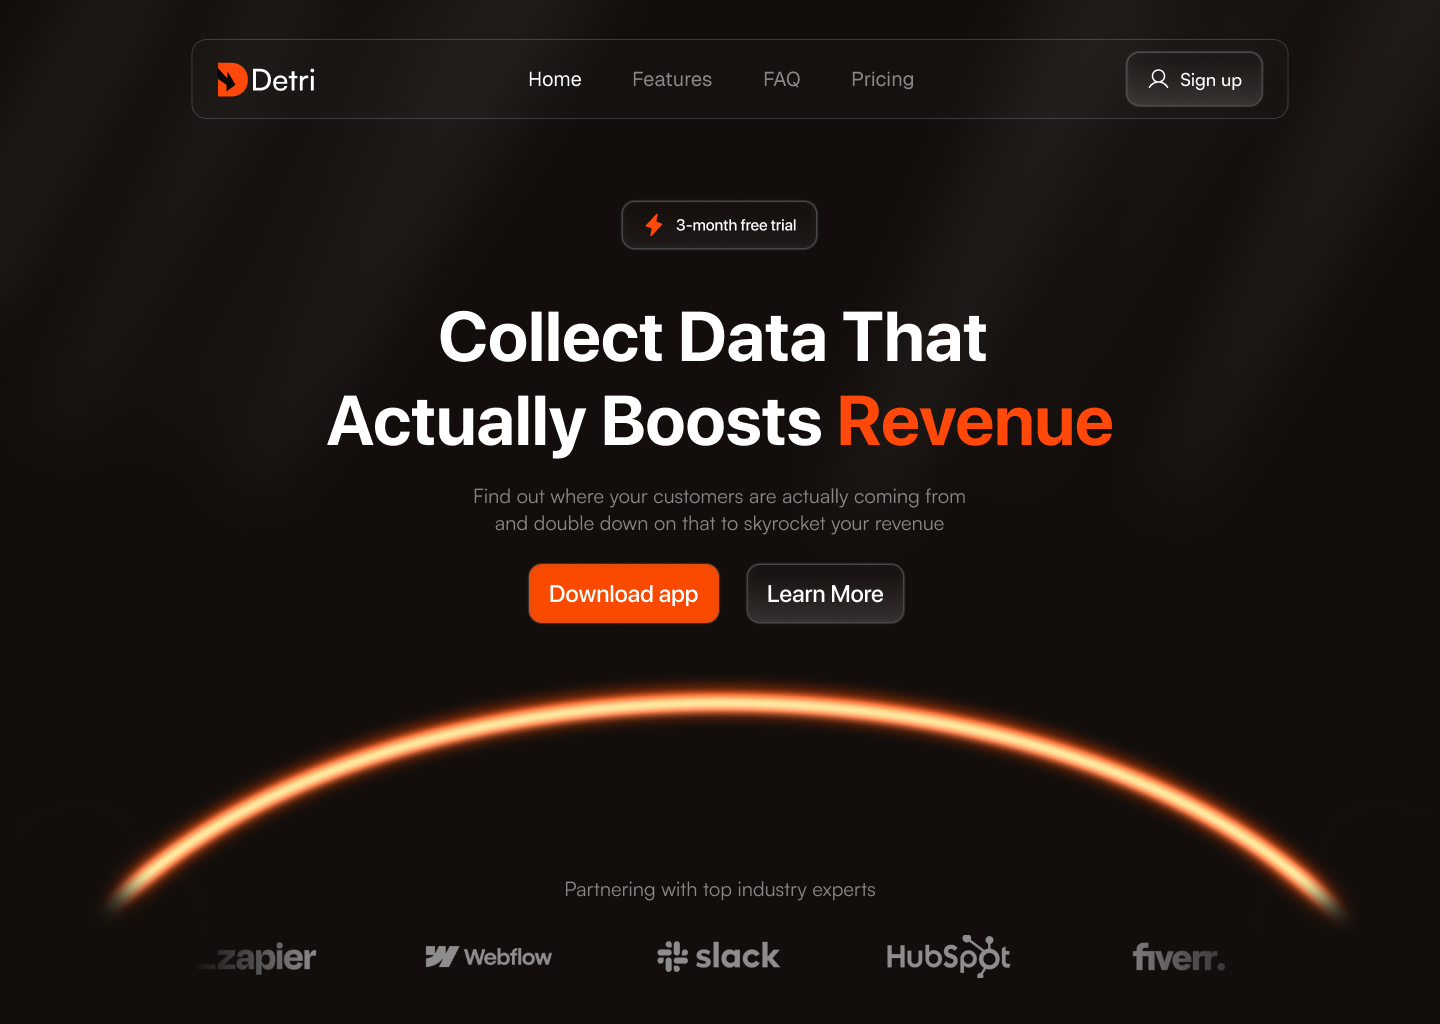 Detri
Home
Features
FAQ
Pricing
Sign up
3-month free trial
Collect Data That
Actually Boosts Revenue
Find out where your customers are actually coming from
and double down on that to skyrocket your revenue
Download app
Learn More
Partnering with top industry experts
_zapier
Webflow
slack
HubSpot
fiverr.